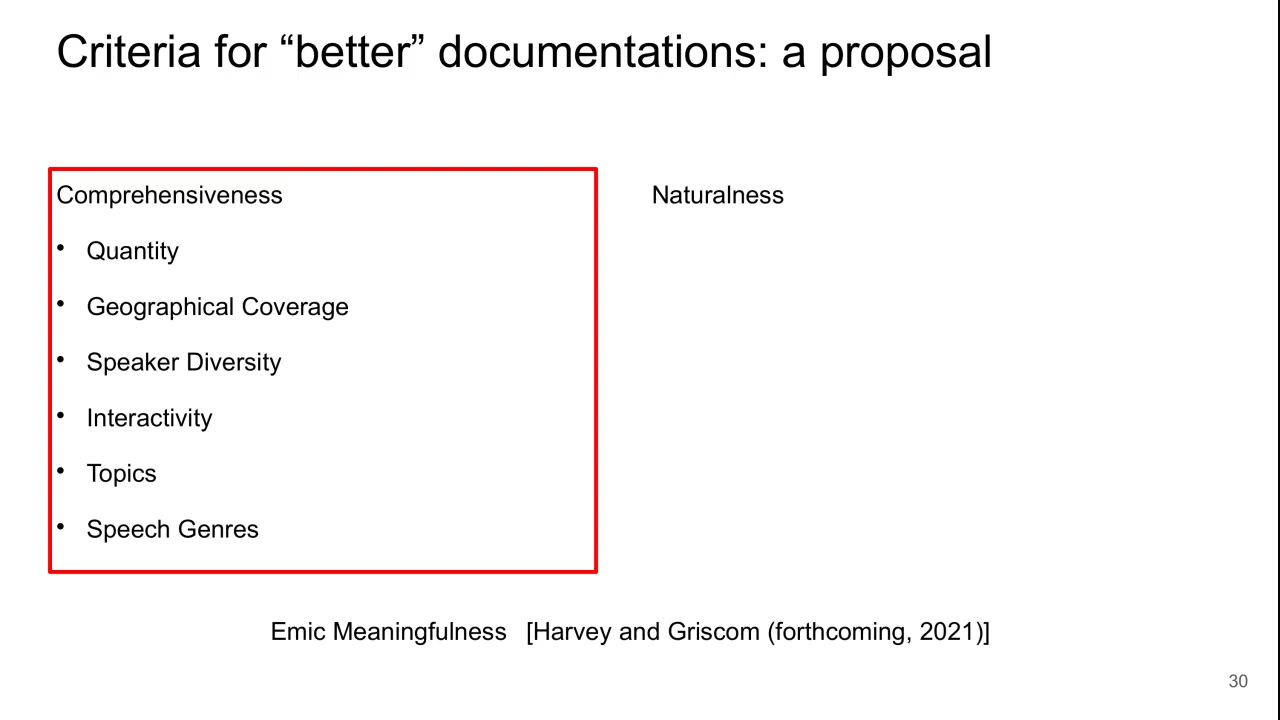 Criteria for “better” documentations: a proposal
Comprehensiveness
• Quantity
• Geographical Coverage
• Speaker Diversity
• Interactivity
• Topics
• Speech Genres
Naturalness
Emic Meaningfulness [Harvey and Griscom (forthcoming, 2021)]
30